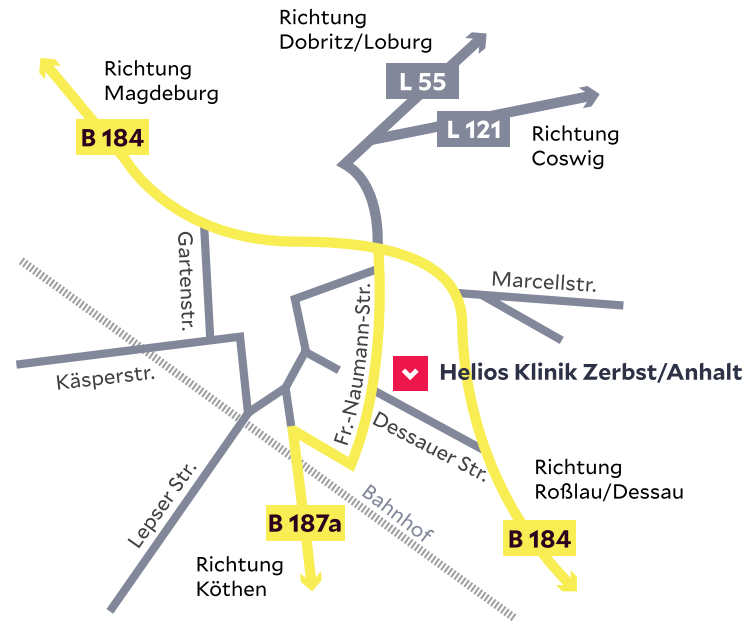 Richtung
Dobritz/Loburg
Richtung
Magdeburg
L 55
B 184
L 121
Richtung
Coswig
Gartenstr.
Marcellstr.
Fr.-Naumann-Str.
Käsperstr.
Helios Klinik Zerbst/Anhalt
Dessauer Str.
Lepser Str.
Bahnhof
Richtung
Roßlau/Dessau
B 187a
B 184
Richtung
Köthen